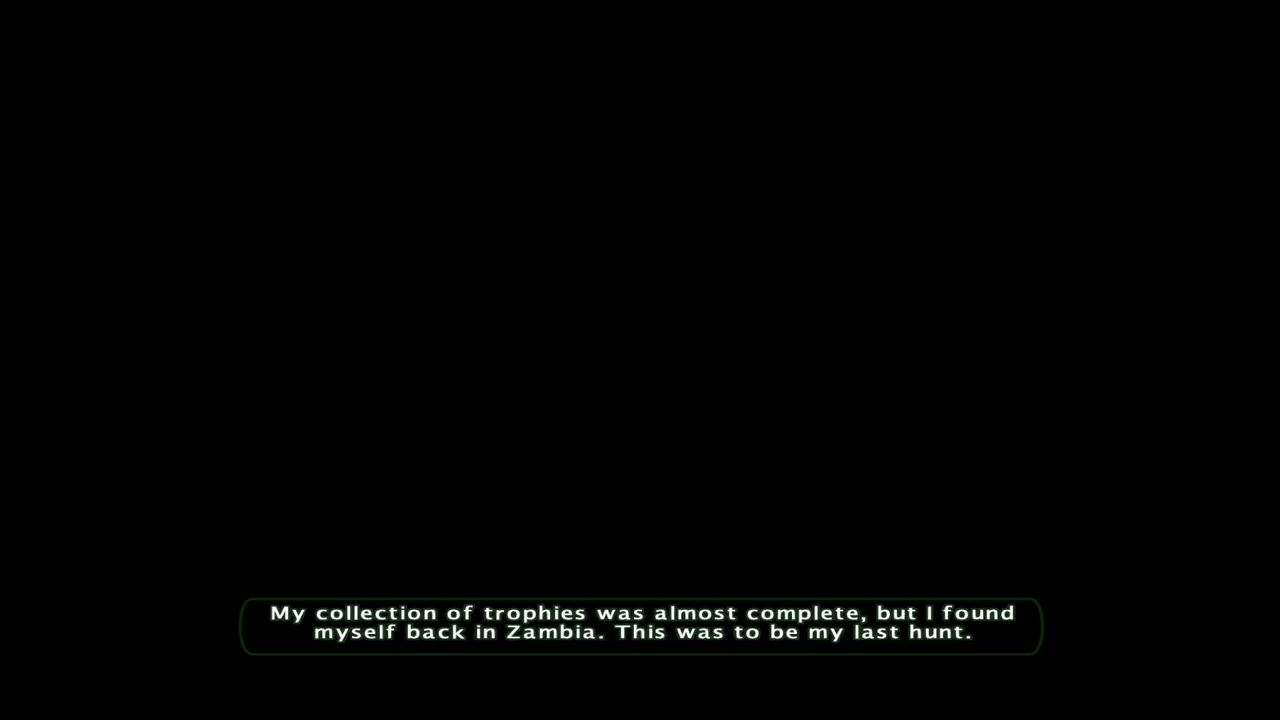 My collection of trophies was almost complete, but I found
myself back in Zambia. This was to be my last hunt.